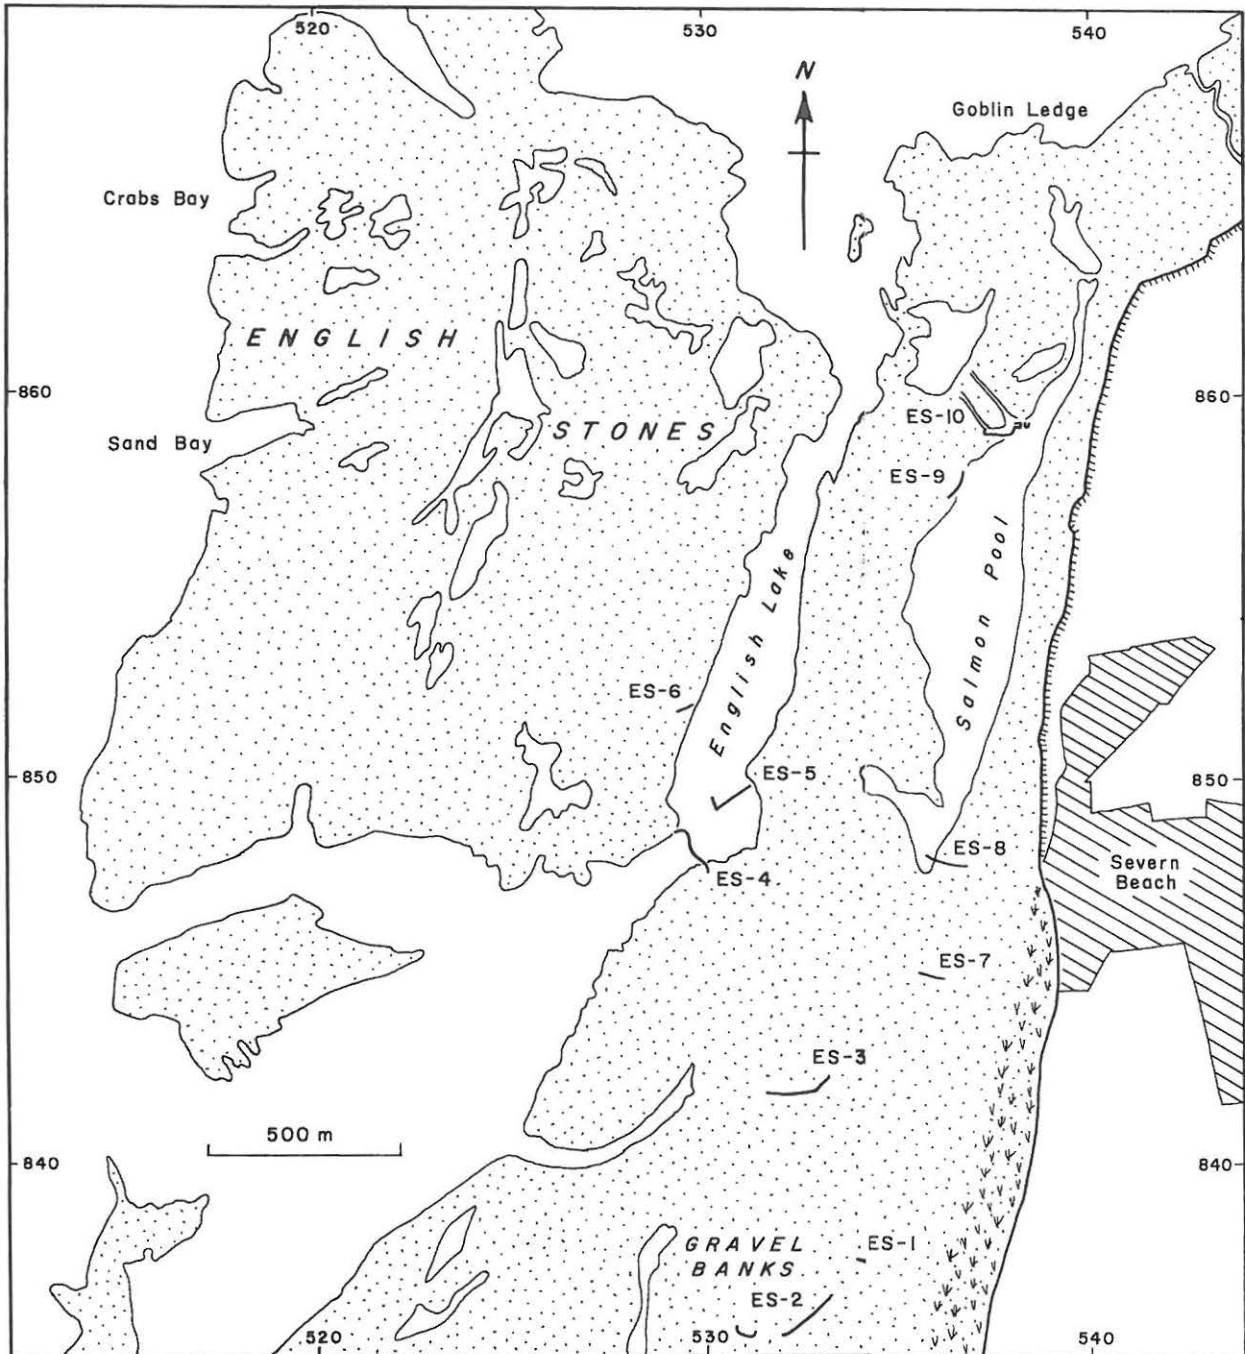 520
530
540
N
Goblin Ledge
Crabs Bay
ENGLISH
860
860
ES-10
STONES
Sand Bay
ES-9
English Lake
Salmon Pool
ES-6
850
ES-5
850
ES-8
Severn
Beach
ES-4
ES-7
ES-3
500 m
840
840
GRAVEL
BANKS
ES-1
ES-2
520
530
540